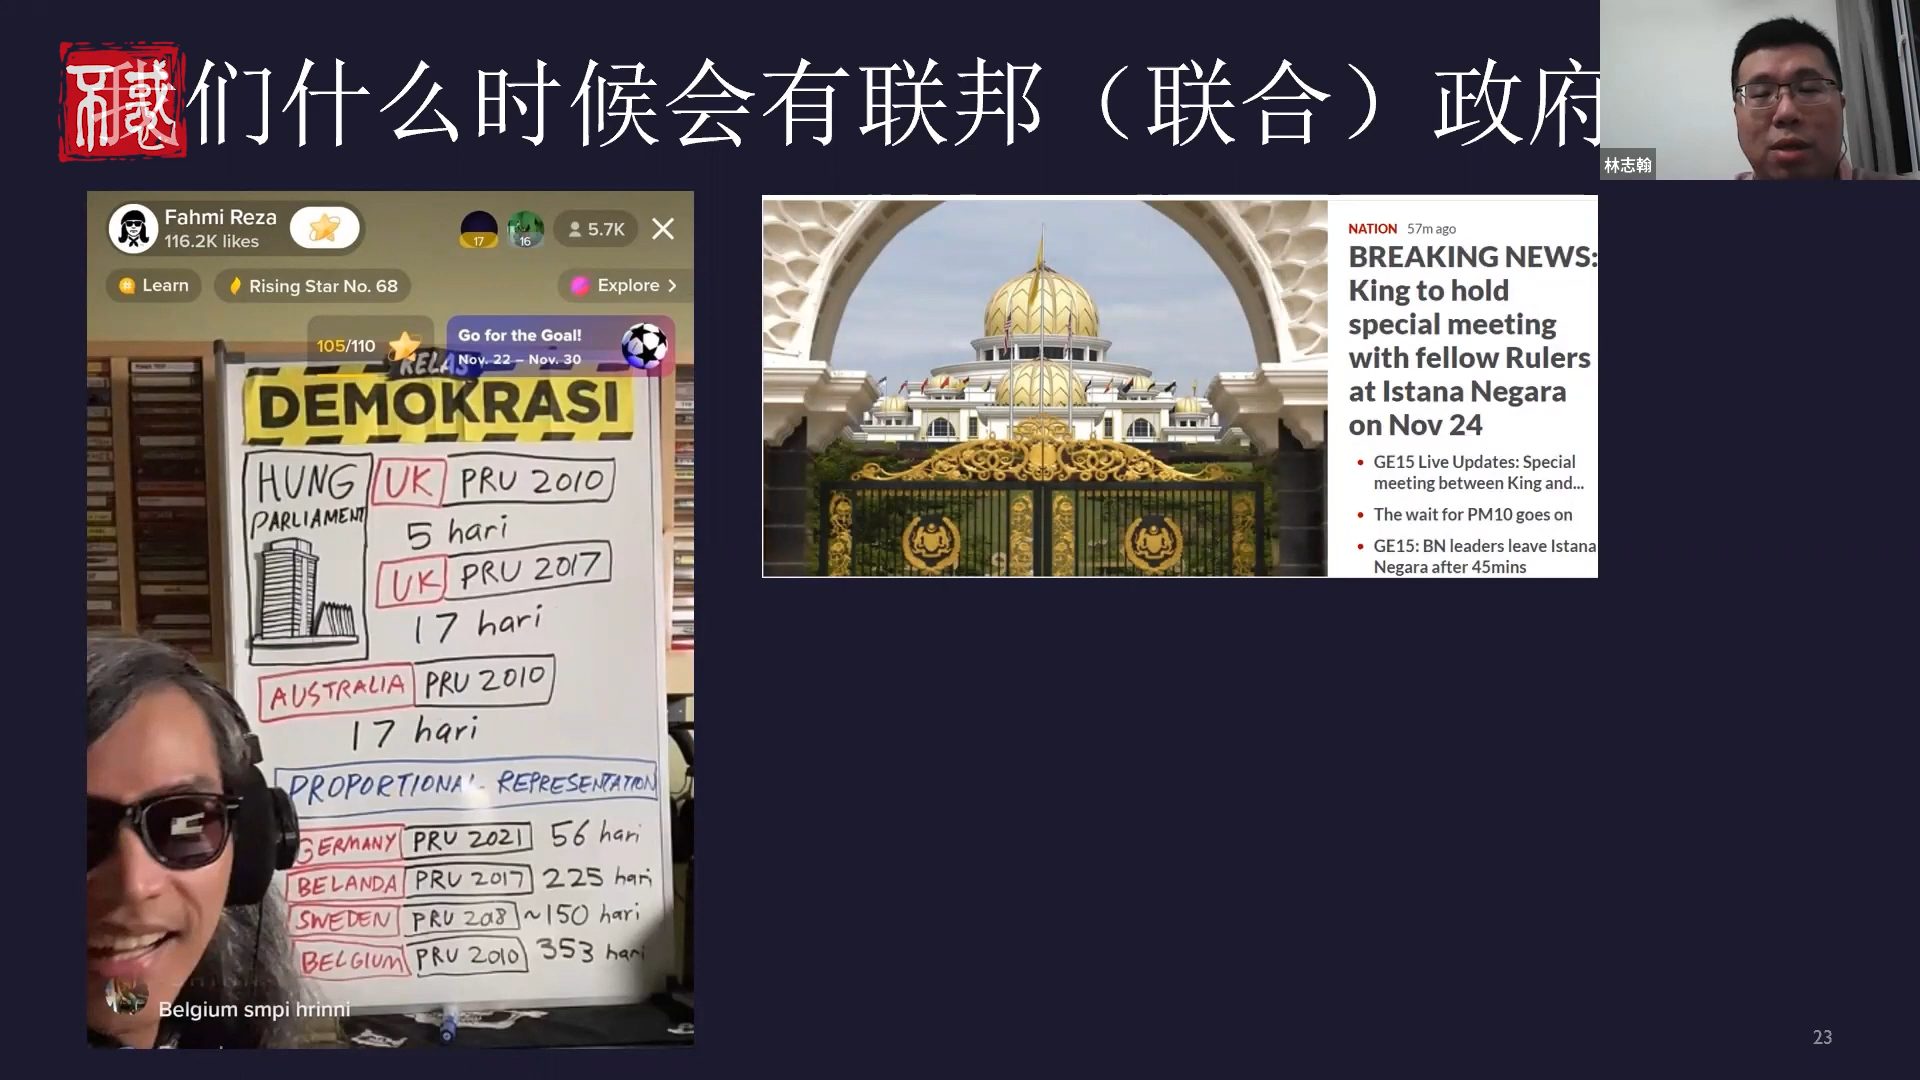 我们什么时候会有联邦（联合）政府
林志翰
Fahmi Reza
116.2K likes
17
16
5.7K
Learn
Rising Star No. 68
Explore
105/110
Go for the Goal!
Nov. 22 – Nov. 30
KELAS
DEMOKRASI
HUNG
PARLIAMENT
UK PRU 2010
5 hari
UK PRU 2017
17 hari
AUSTRALIA PRU 2010
17 hari
PROPORTIONAL REPRESENTATION
GERMANY PRU 2021 56 hari
BELANDA PRU 2017 225 hari
SWEDEN PRU 2018 ~150 hari
BELGIUM PRU 2010 353 hari
Belgium smpi hrinni
NATION 57m ago
BREAKING NEWS:
King to hold
special meeting
with fellow Rulers
at Istana Negara
on Nov 24
GE15 Live Updates: Special
meeting between King and...
The wait for PM10 goes on
GE15: BN leaders leave Istana
Negara after 45mins
23